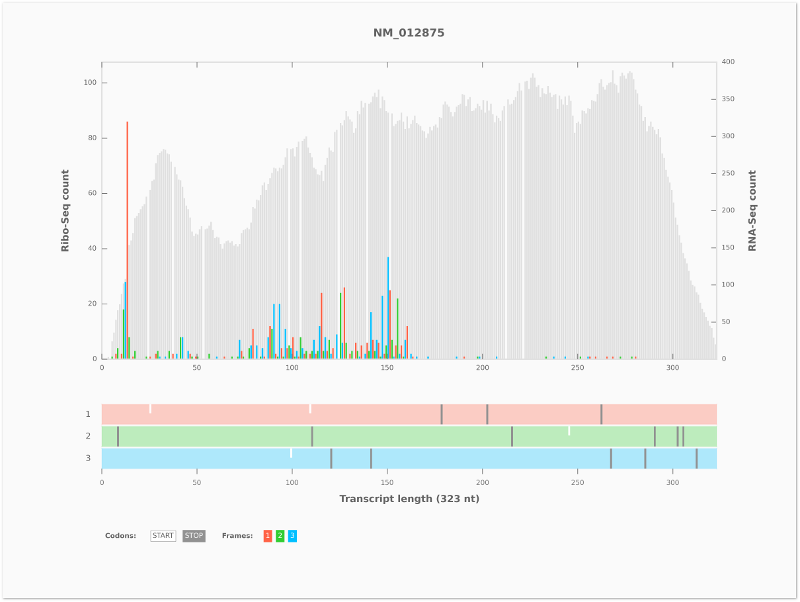 NM_012875
400
100
350
80
300
250
60
200
40
150
100
20
50
0
0
0 50 100 150 200 250 300
Ribo-Seq count
RNA-Seq count
1
2
3
0 50 100 150 200 250 300
Transcript length (323 nt)
Codons: START STOP Frames: 1 2 3